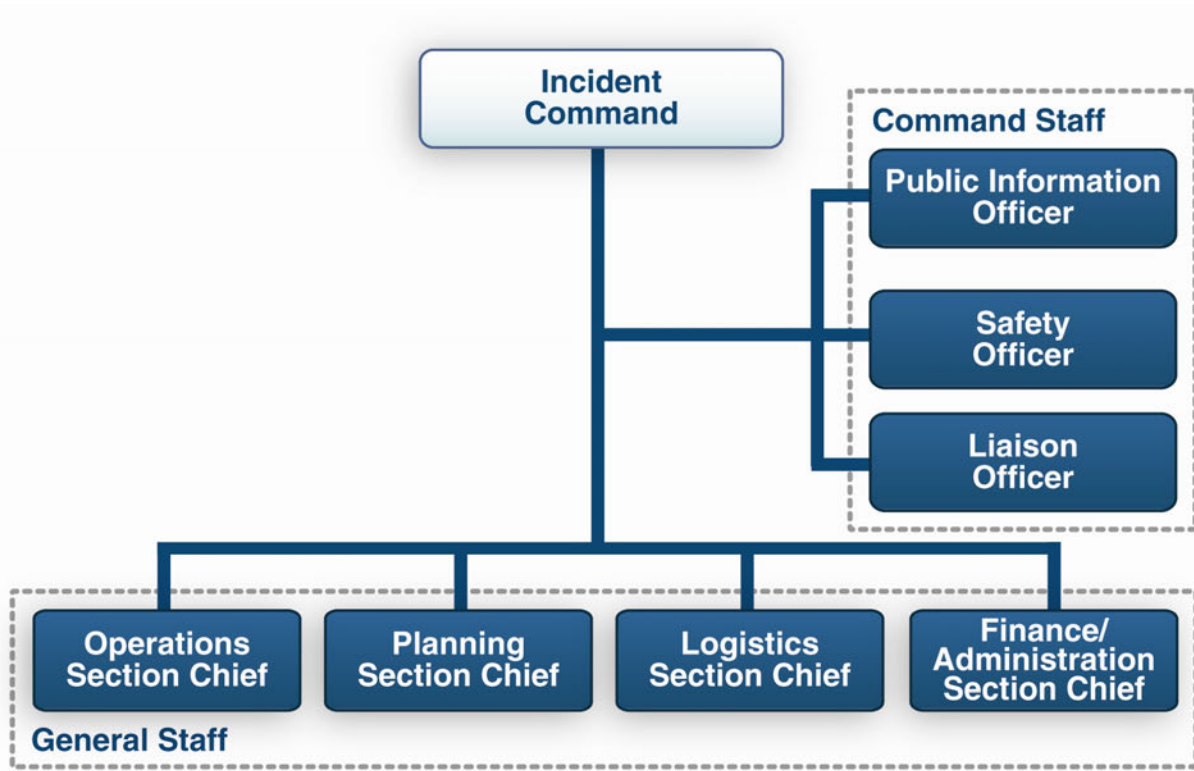 Incident
Command
Command Staff
Public Information
Officer
Safety
Officer
Liaison
Officer
Operations
Section Chief
Planning
Section Chief
Logistics
Section Chief
Finance/
Administration
Section Chief
General Staff